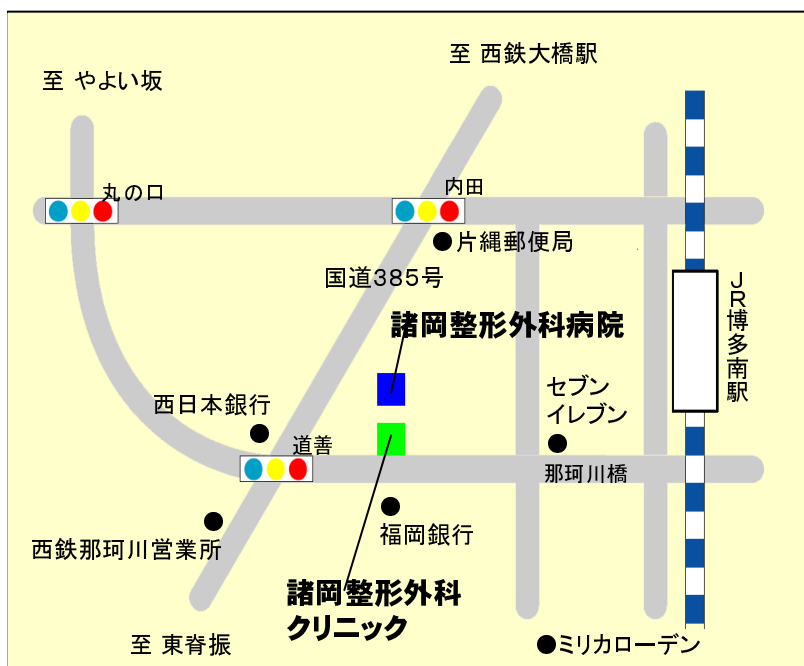 至 西鉄大橋駅
至 やよい坂
丸の口
内田
片縄郵便局
国道385号
JR博多南駅
諸岡整形外科病院
セブン
イレブン
西日本銀行
道善
那珂川橋
福岡銀行
西鉄那珂川営業所
諸岡整形外科
クリニック
至 東脊振
ミリカローデン